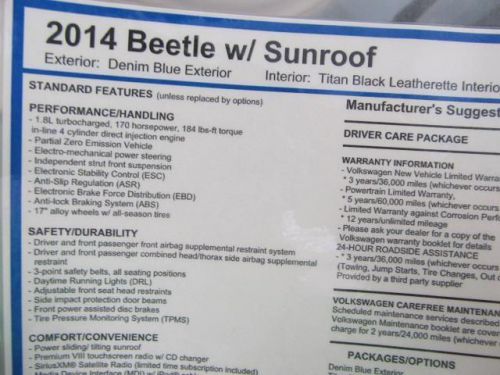 2014 Beetle w/ Sunroof
Exterior: Denim Blue Exterior
Interior: Titan Black Leatherette Interio
STANDARD FEATURES (unless replaced by options)
PERFORMANCE/HANDLING
- 1.8L turbocharged, 170 horsepower, 184 lbs-ft torque
in-line 4 cylinder direct injection engine
- Partial Zero Emission Vehicle
- Electro-mechanical power steering
- Independent strut front suspension
- Electronic Stability Control (ESC)
- Anti-Slip Regulation (ASR)
- Electronic Brake Force Distribution (EBD)
- Anti-lock Braking System (ABS)
- 17" alloy wheels w/ all-season tires
SAFETY/DURABILITY
- Driver and front passenger front airbag supplemental restraint system
- Driver and front passenger combined head/thorax side airbag supplemental
restraint
- 3-point safety belts, all seating positions
- Daytime Running Lights (DRL)
- Adjustable front seat head restraints
- Side impact protection door beams
- Front power assisted disc brakes
- Tire Pressure Monitoring System (TPMS)
COMFORT/CONVENIENCE
- Power sliding/ tilting sunroof
- Premium VIII touchscreen radio w/ CD changer
- SiriusXM® Satellite Radio (limited time subscription included)
- Media Device Interface (MDI) w/ iPod®
Manufacturer's Suggest
DRIVER CARE PACKAGE
WARRANTY INFORMATION
- Volkswagen New Vehicle Limited Warra
* 3 years/36,000 miles (whichever occurs
- Powertrain Limited Warranty,
* 5 years/60,000 miles (whichever occurs
- Limited Warranty against Corrosion Perf
* 12 years/unlimited mileage
- Please ask your dealer for a copy of the
Volkswagen warranty booklet for details
24-HOUR ROADSIDE ASSISTANCE
- * 3 years/36,000 miles (whichever occurs
(Towing, Jump Starts, Tire Changes, Out o
Provided by a third party supplier
VOLKSWAGEN CAREFREE MAINTENA
Scheduled maintenance services described
Volkswagen Maintenance booklet are cover
charge for 2 years/24,000 miles (whichever
PACKAGES/OPTIONS
Denim Blue Exterior